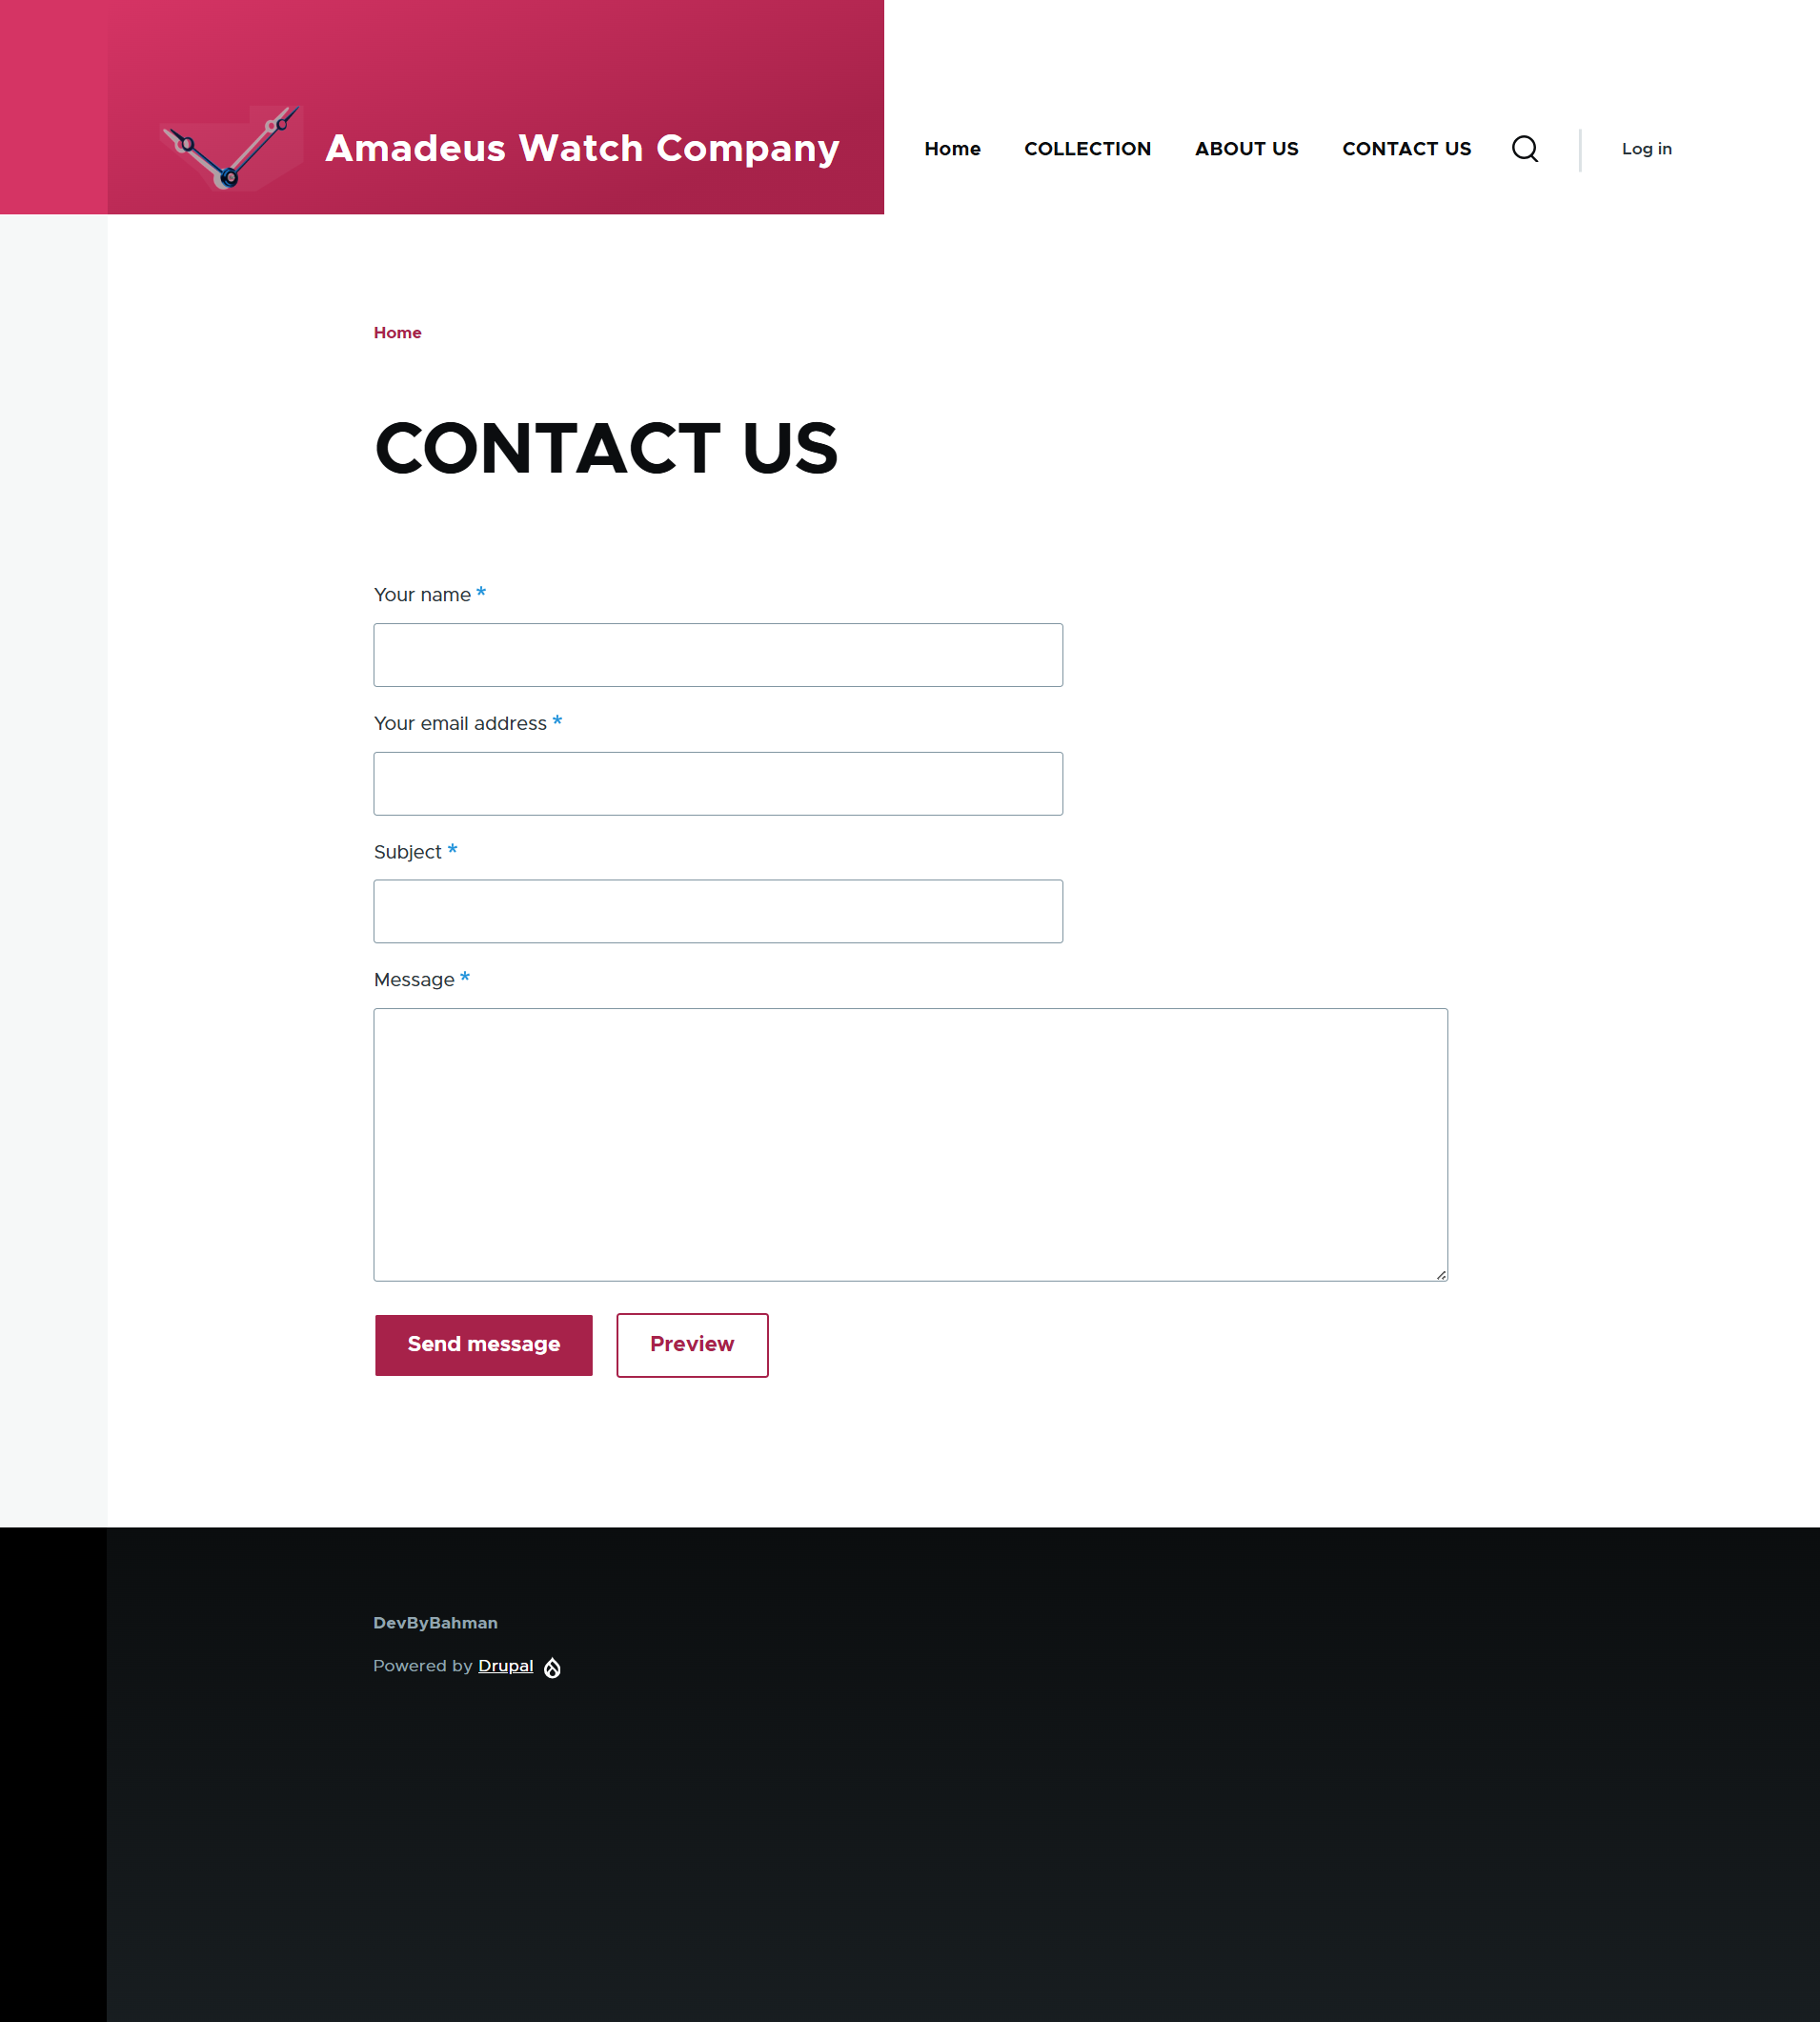 Amadeus Watch Company
Home COLLECTION ABOUT US CONTACT US Log in
Home
CONTACT US
Your name *
Your email address *
Subject *
Message *
Send message Preview
DevByBahman
Powered by Drupal